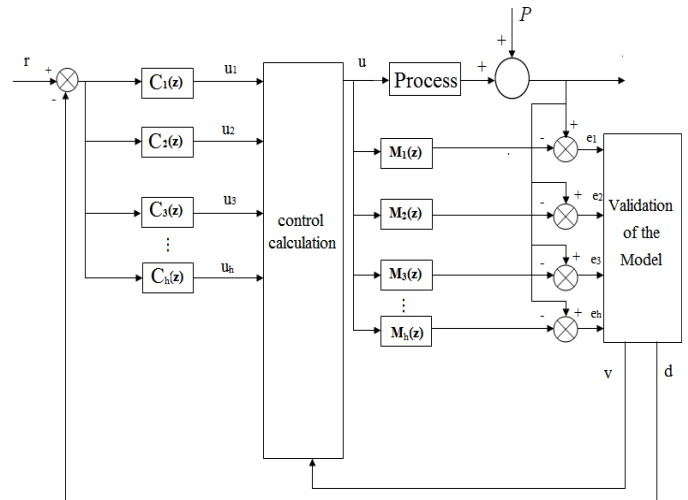 P
+
r
+
-
C₁(z)
u₁
u
Process
+
C₂(z)
u₂
M₁(z)
-
+
e₁
C₃(z)
u₃
control
calculation
M₂(z)
-
+
e₂
Validation
of the
Model
⋮
Cₕ(z)
uₕ
M₃(z)
-
+
e₃
⋮
Mₕ(z)
-
+
eₕ
v
d